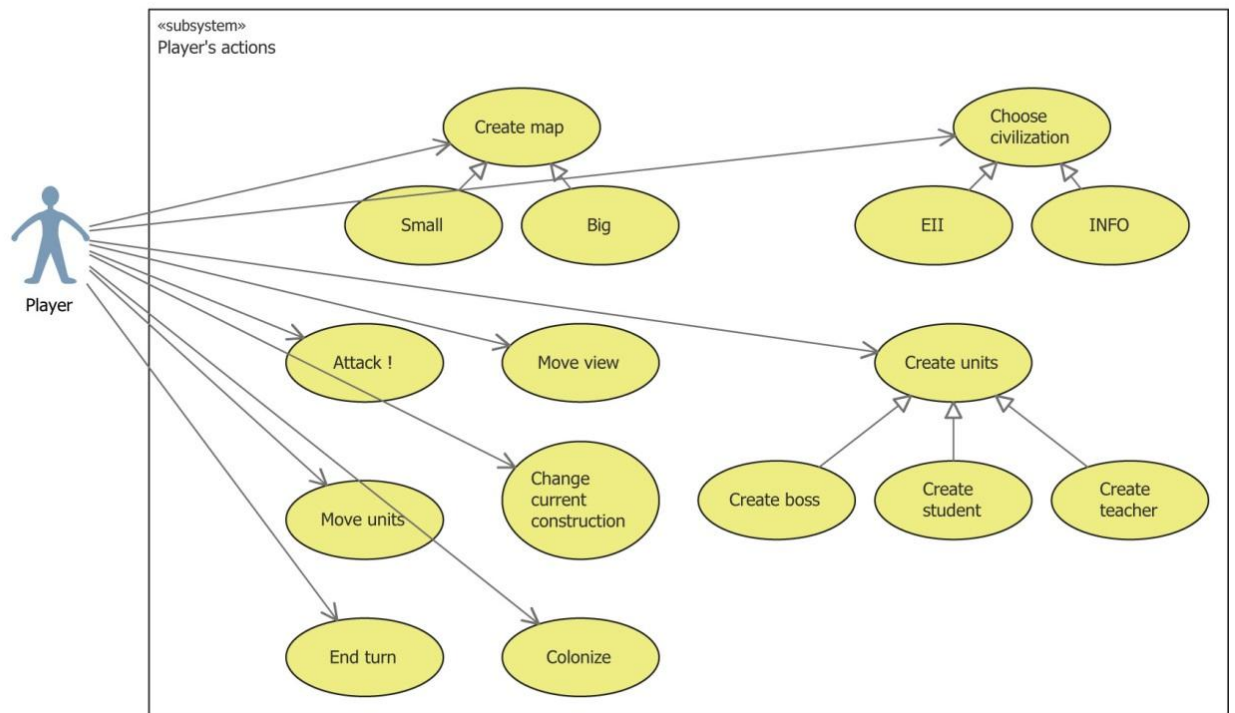 «subsystem»
Player's actions
Create map
Choose
civilization
Small
Big
EII
INFO
Player
Attack !
Move view
Create units
Change
current
construction
Create boss
Create
student
Create
teacher
Move units
End turn
Colonize